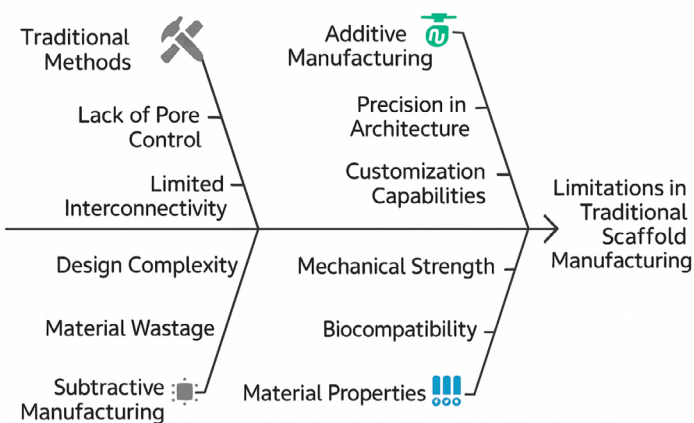 Traditional
Methods
Lack of Pore
Control
Limited
Interconnectivity
Additive
Manufacturing
Precision in
Architecture
Customization
Capabilities
Limitations in
Traditional
Scaffold
Manufacturing
Design Complexity
Material Wastage
Subtractive
Manufacturing
Mechanical Strength
Biocompatibility
Material Properties